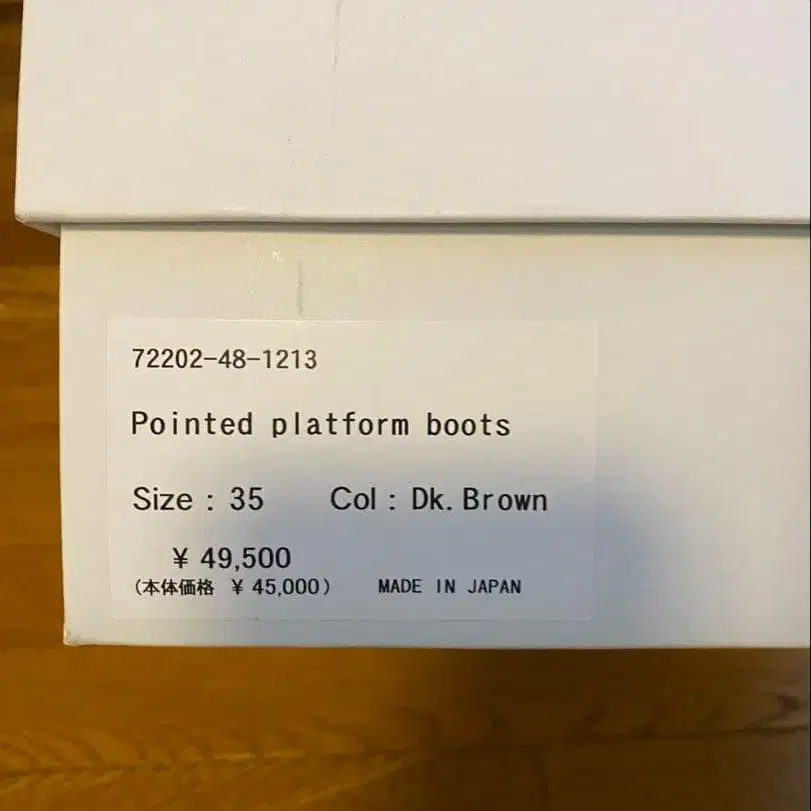 72202-48-1213
Pointed platform boots
Size : 35 Col : Dk. Brown
¥ 49,500
(本体価格 ¥ 45,000) MADE IN JAPAN